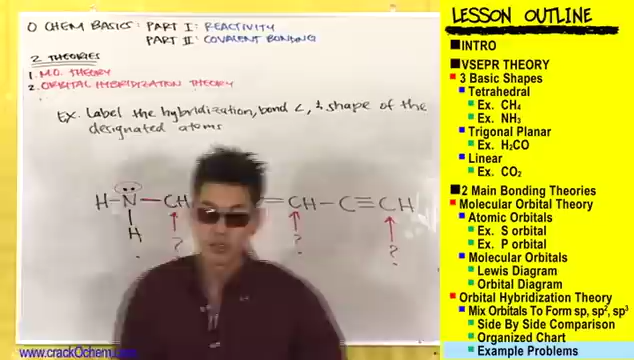 O CHEM BASICS: PART I: REACTIVITY
PART II: COVALENT BONDING
2 THEORIES
1. M.O. THEORY
2. ORBITAL HYBRIDIZATION THEORY
EX. Label the hybridization, bond <, & shape of the
designated atoms
H-N-CH =CH-C≡CH
H
? ? ?
www.crackOchem
LESSON OUTLINE
INTRO
VSEPR THEORY
3 Basic Shapes
Tetrahedral
Ex. CH₄
Ex. NH₃
Trigonal Planar
Ex. H₂CO
Linear
Ex. CO₂
2 Main Bonding Theories
Molecular Orbital Theory
Atomic Orbitals
Ex. S orbital
Ex. P orbital
Molecular Orbitals
Lewis Diagram
Orbital Diagram
Orbital Hybridization Theory
Mix Orbitals To Form sp, sp², sp³
Side By Side Comparison
Organized Chart
Example Problems